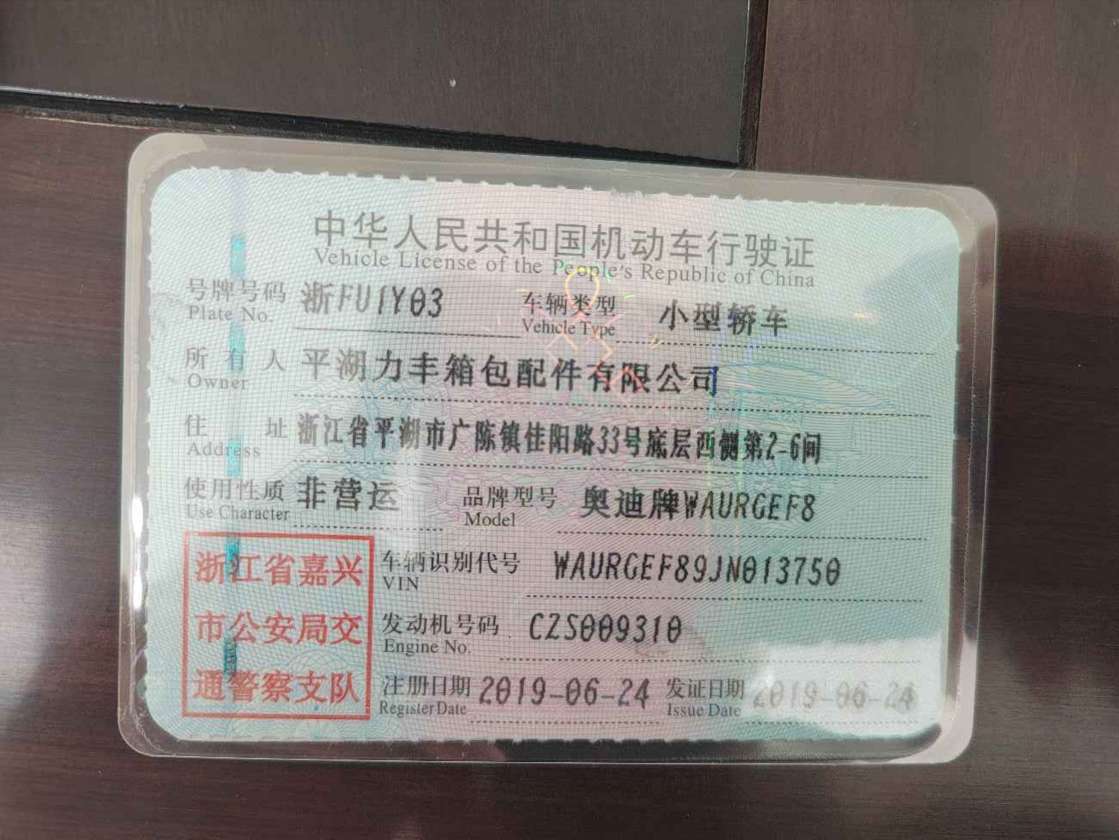 中华人民共和国机动车行驶证
Vehicle License of the People's Republic of China
号牌号码 浙FU1Y03 车辆类型 小型轿车
Plate No. Vehicle Type
所有人 平湖力丰箱包配件有限公司
Owner
住址 浙江省平湖市广陈镇佳阳路33号底层西侧第2-6间
Address
使用性质 非营运 品牌型号 奥迪牌WAURGEF8
Use Character Model
浙江省嘉兴
市公安局交
通警察支队
车辆识别代号 WAURGEF89JN013750
VIN
发动机号码 CZS009310
Engine No.
注册日期 2019-06-24 发证日期 2019-06-24
Register Date Issue Date